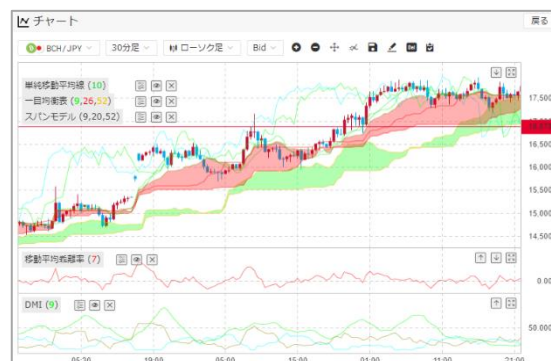 チャート
戻る
BCH/JPY 30分足 ローソク足 Bid
単純移動平均線 (10)
一目均衡表 (9,26,52)
スパンモデル (9,20,52)
17.500
16.500
16.000
15.500
15.000
14.500
移動平均乖離率 (7)
0.00
DMI (9)
50.000
05:30 19:00 05:00 15:00 01:00 11:00 21:00